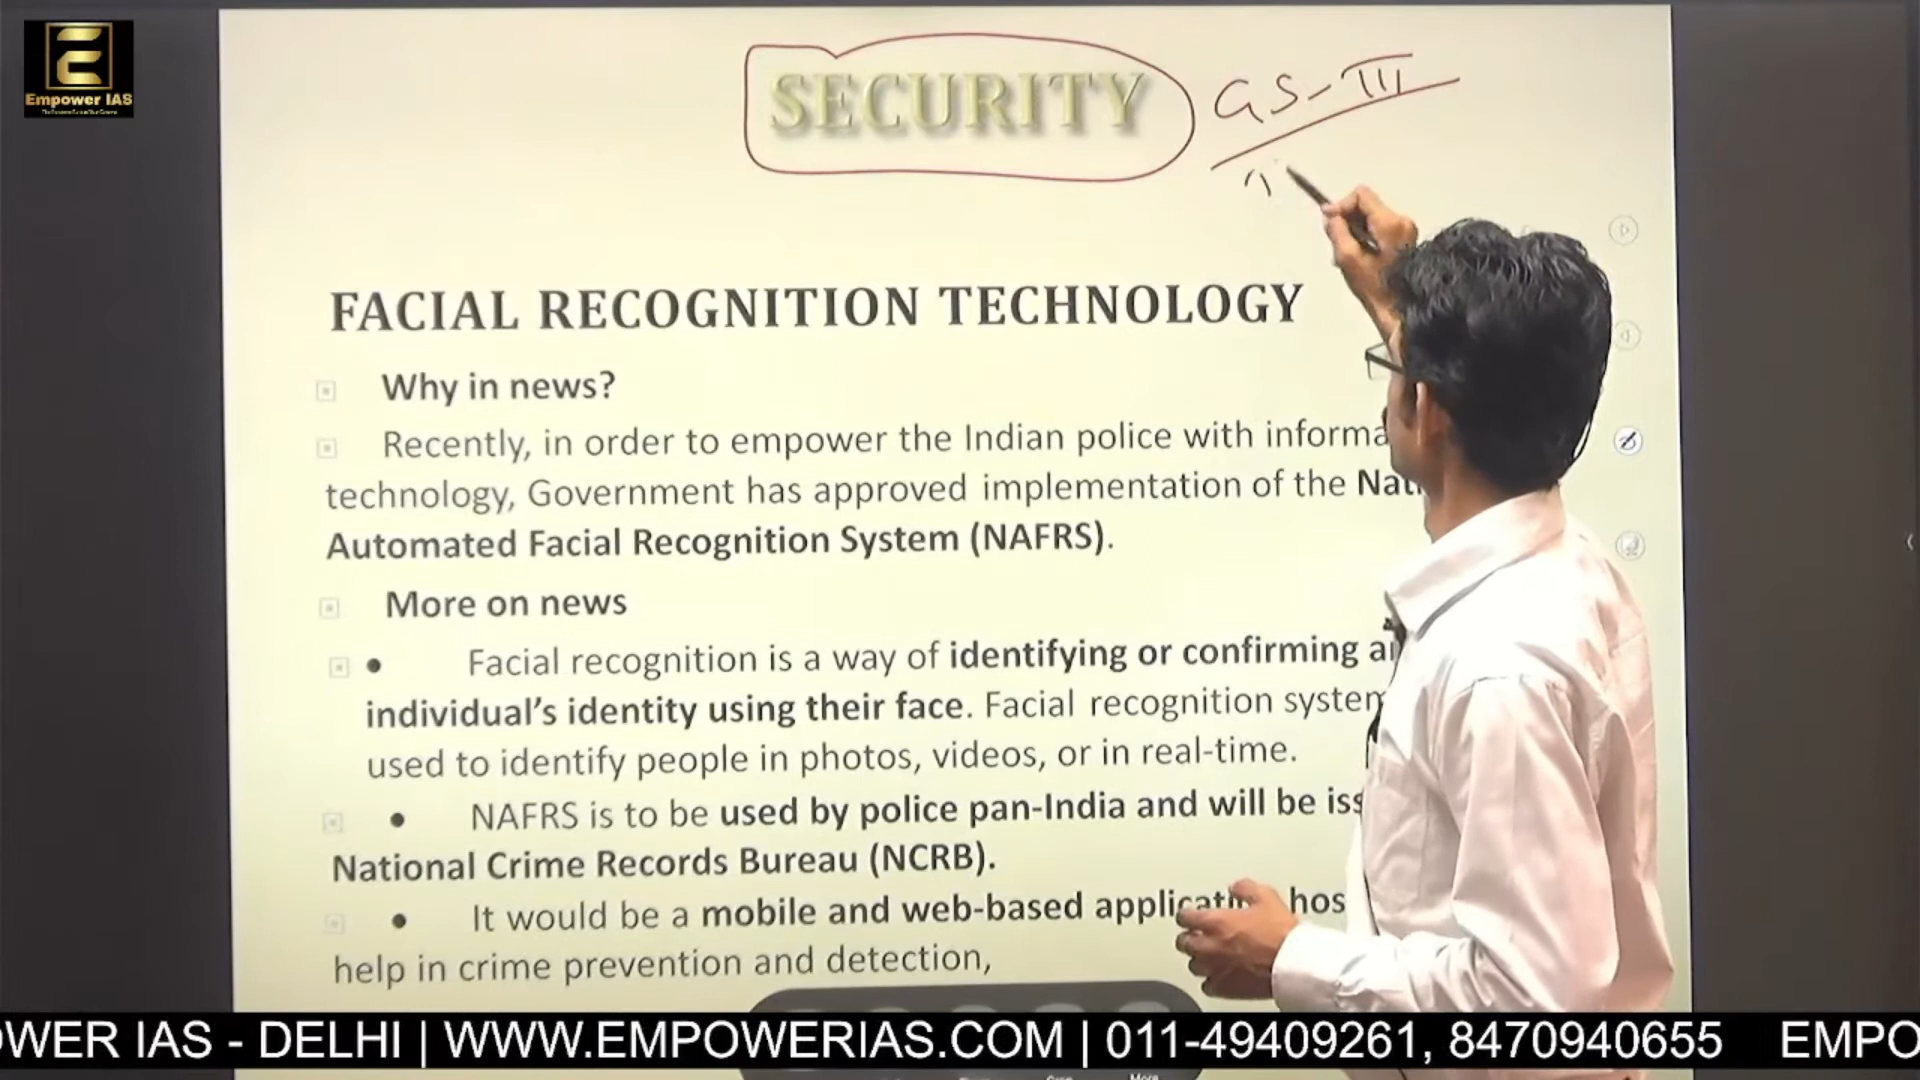 Empower IAS
SECURITY GS-III
FACIAL RECOGNITION TECHNOLOGY
Why in news?
Recently, in order to empower the Indian police with informa
technology, Government has approved implementation of the Nat
Automated Facial Recognition System (NAFRS).
More on news
• Facial recognition is a way of identifying or confirming a
individual's identity using their face. Facial recognition system
used to identify people in photos, videos, or in real-time.
• NAFRS is to be used by police pan-India and will be iss
National Crime Records Bureau (NCRB).
• It would be a mobile and web-based applicati hos
help in crime prevention and detection,
OWER IAS - DELHI | WWW.EMPOWERIAS.COM | 011-49409261, 8470940655 EMPO
More